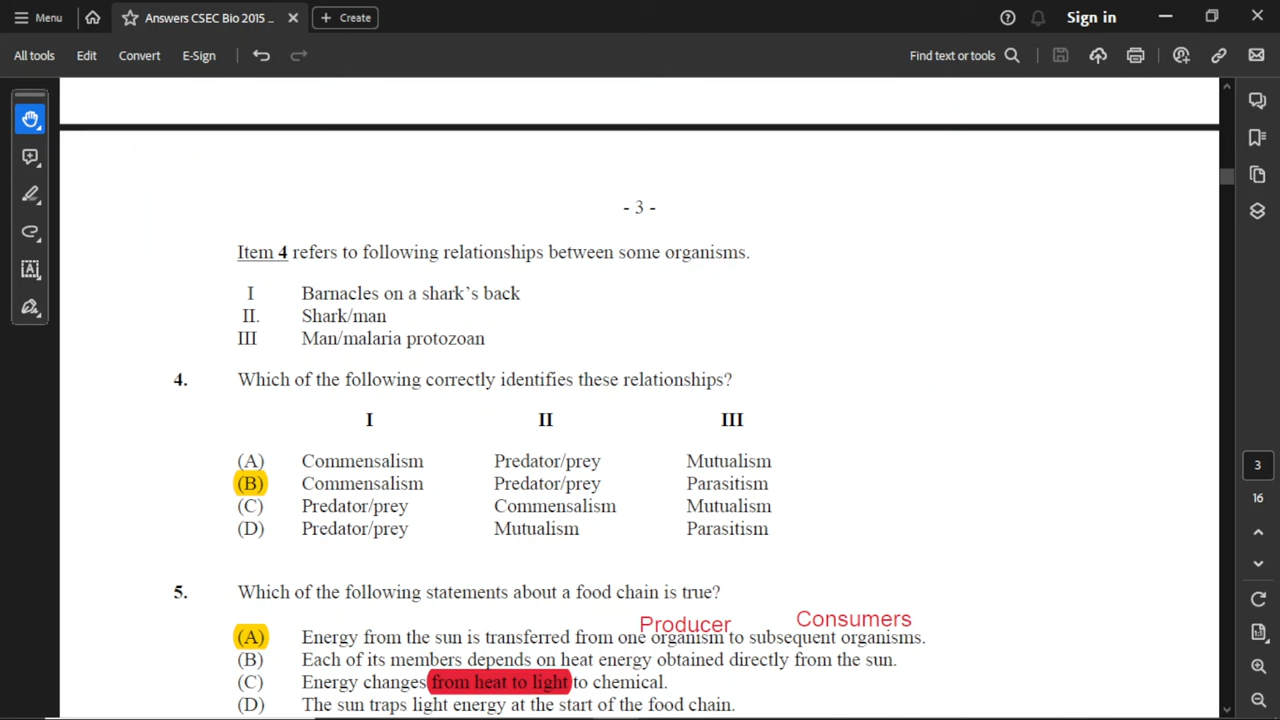 Menu
Answers CSEC Bio 2015 ...
Create
Sign in
All tools
Edit
Convert
E-Sign
Find text or tools
- 3 -
Item 4 refers to following relationships between some organisms.
I Barnacles on a shark's back
II. Shark/man
III Man/malaria protozoan
4. Which of the following correctly identifies these relationships?
I II III
(A) Commensalism Predator/prey Mutualism
(B) Commensalism Predator/prey Parasitism
(C) Predator/prey Commensalism Mutualism
(D) Predator/prey Mutualism Parasitism
5. Which of the following statements about a food chain is true?
Producer Consumers
(A) Energy from the sun is transferred from one organism to subsequent organisms.
(B) Each of its members depends on heat energy obtained directly from the sun.
(C) Energy changes from heat to light to chemical.
(D) The sun traps light energy at the start of the food chain.
3
16
1:1